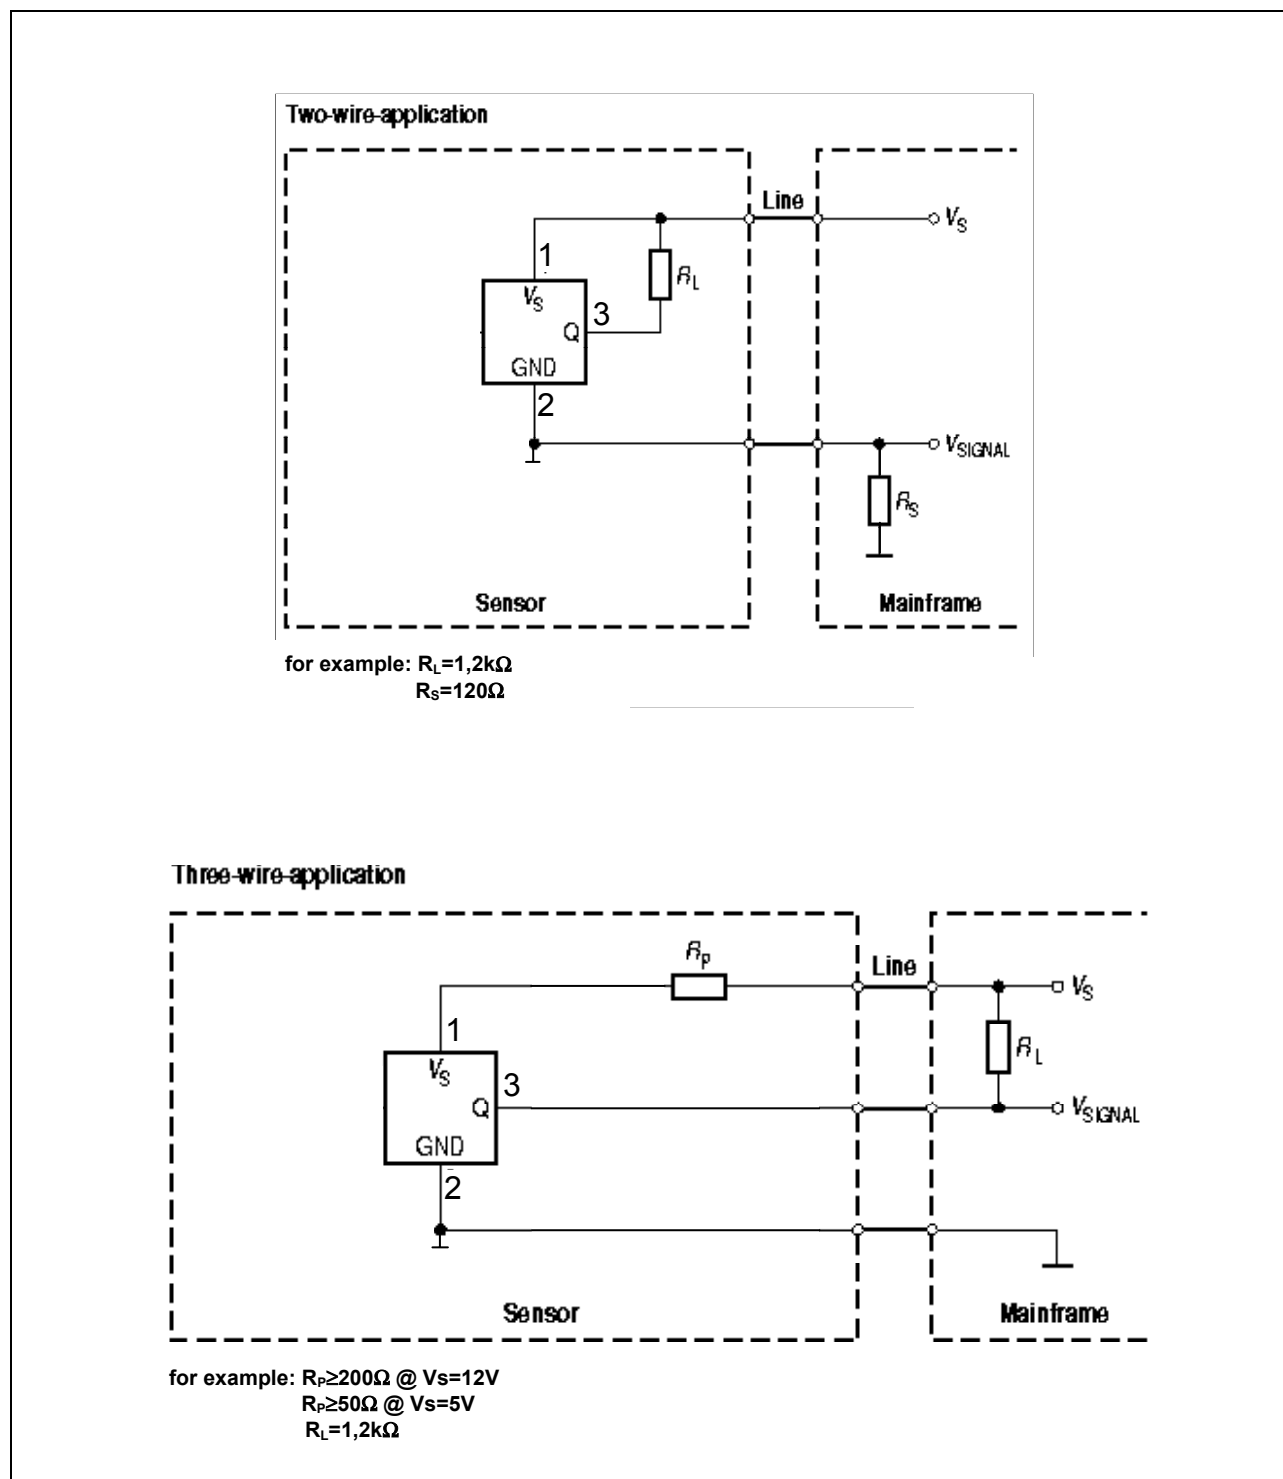 Two-wire-application
Line
V_S
1
R_L
V_S
3
Q
GND
2
V_SIGNAL
R_S
Sensor
Mainframe
for example: R_L=1,2kΩ
R_S=120Ω
Three-wire-application
R_p
Line
V_S
1
R_L
V_S
3
Q
V_SIGNAL
GND
2
Sensor
Mainframe
for example: R_P≥200Ω @ Vs=12V
R_P≥50Ω @ Vs=5V
R_L=1,2kΩ